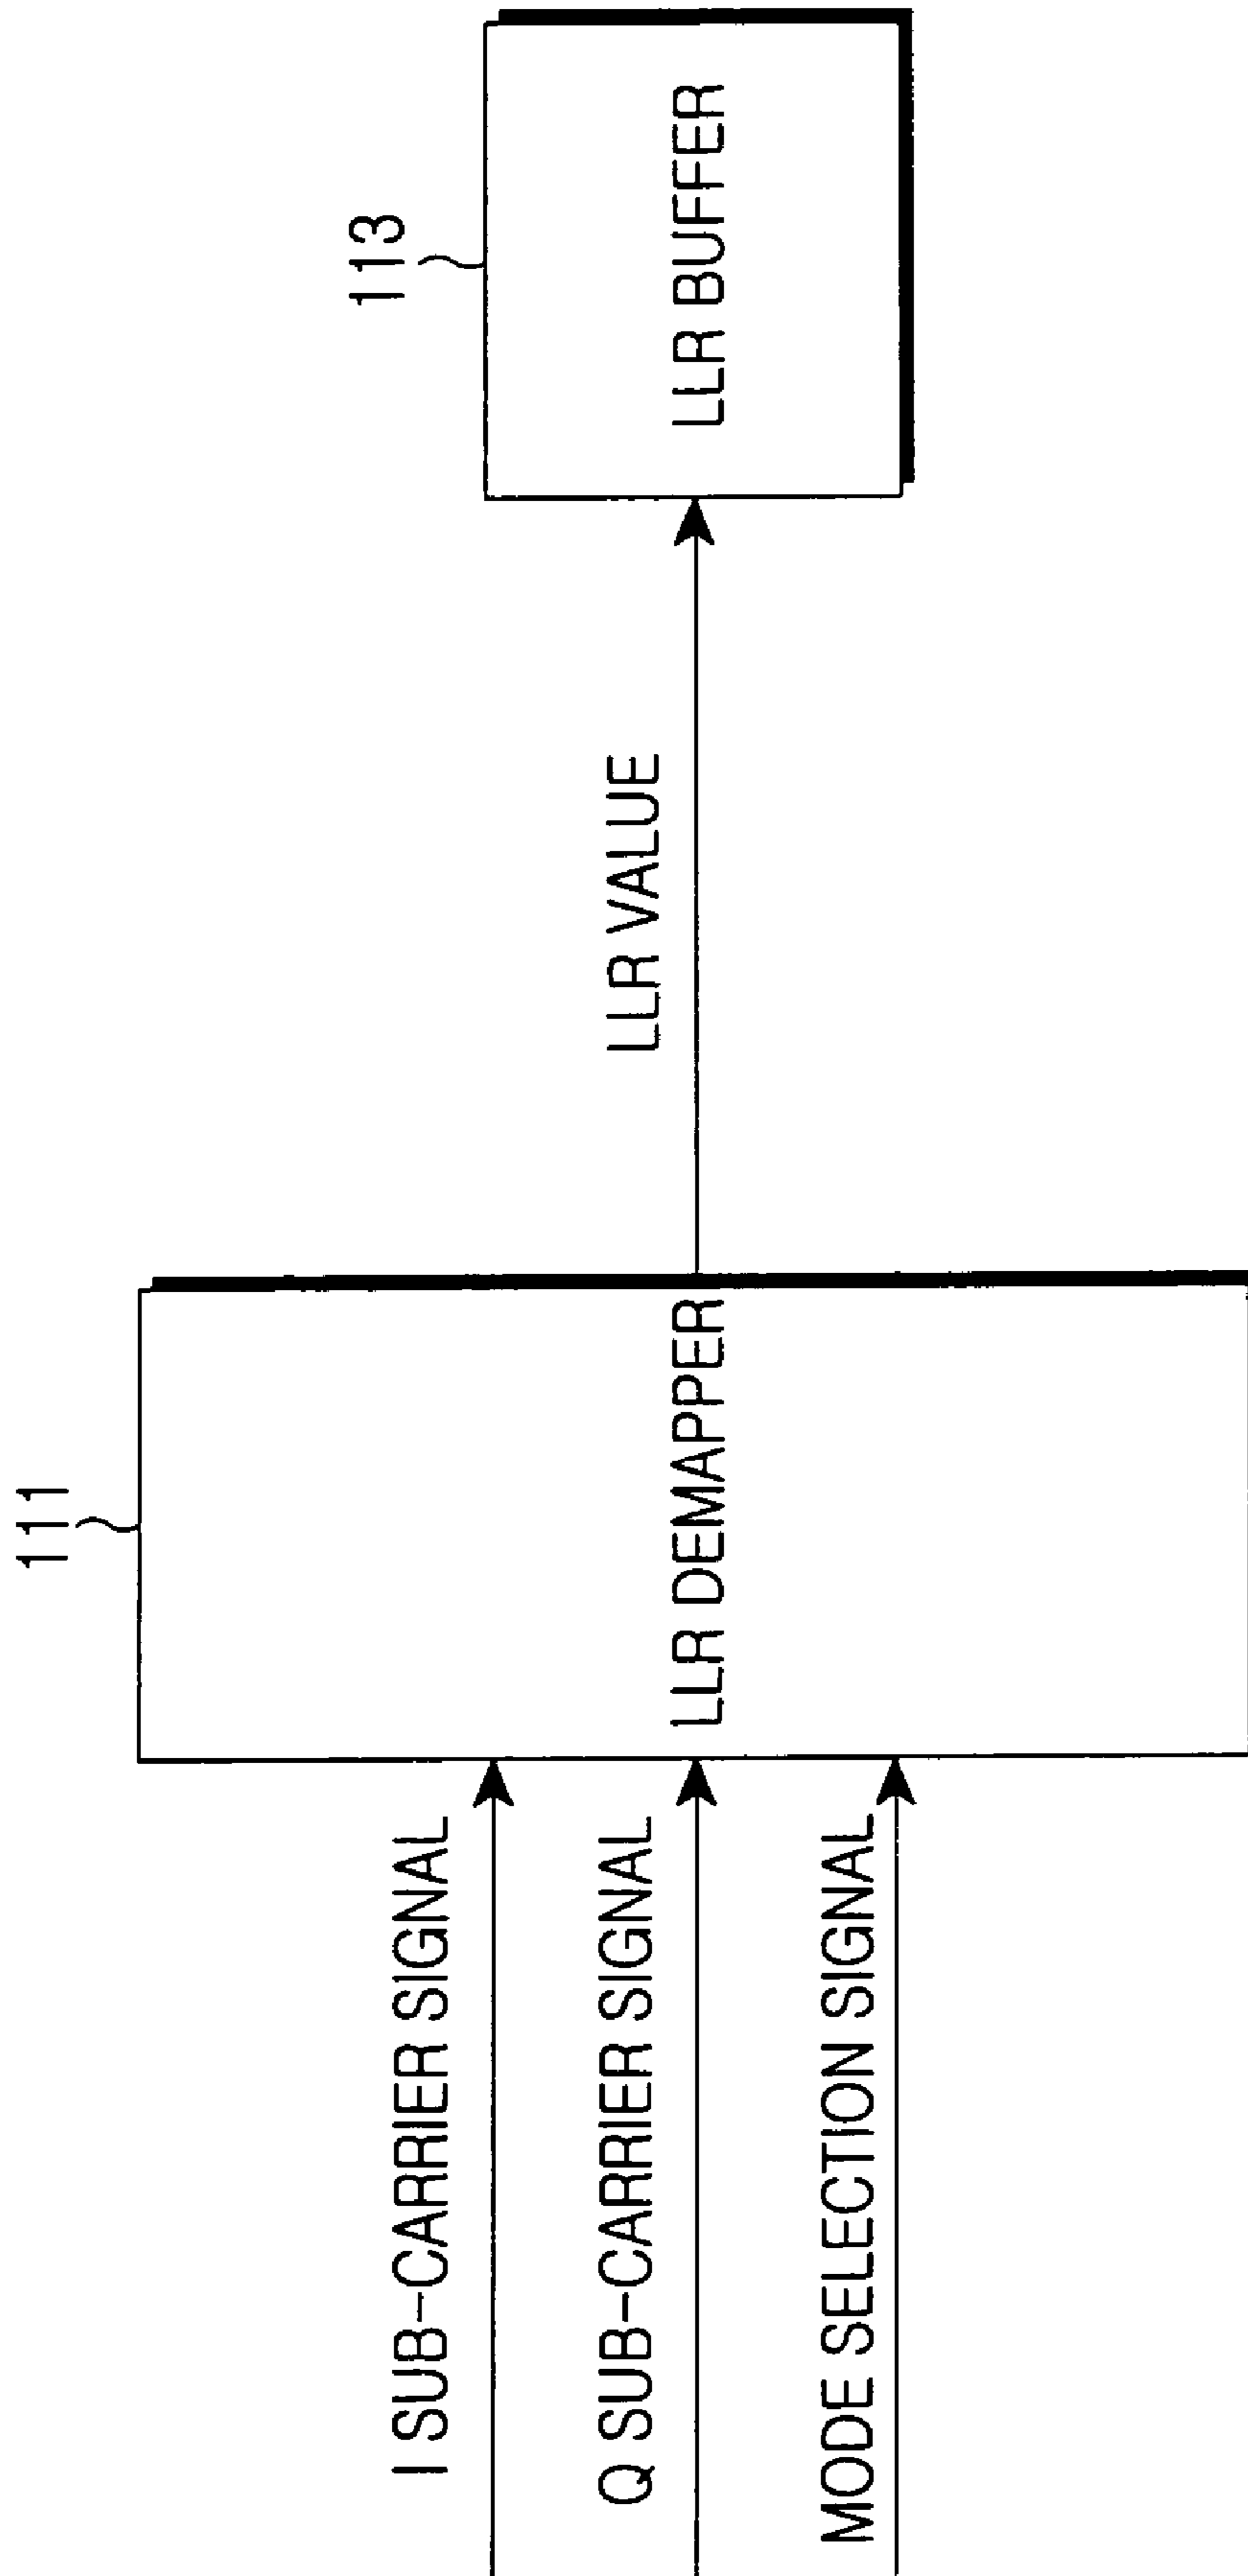 I SUB-CARRIER SIGNAL
Q SUB-CARRIER SIGNAL
MODE SELECTION SIGNAL
111
LLR DEMAPPER
LLR VALUE
113
LLR BUFFER